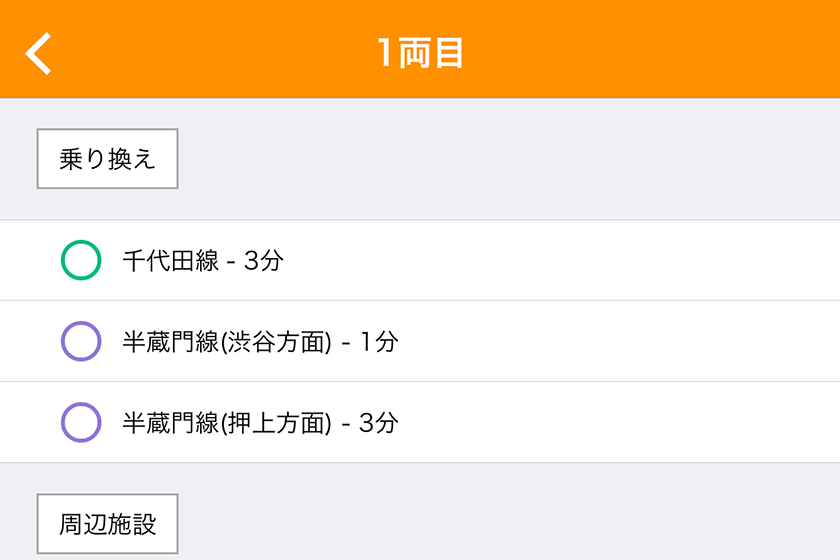 1両目
乗り換え
千代田線 - 3分
半蔵門線(渋谷方面) - 1分
半蔵門線(押上方面) - 3分
周辺施設